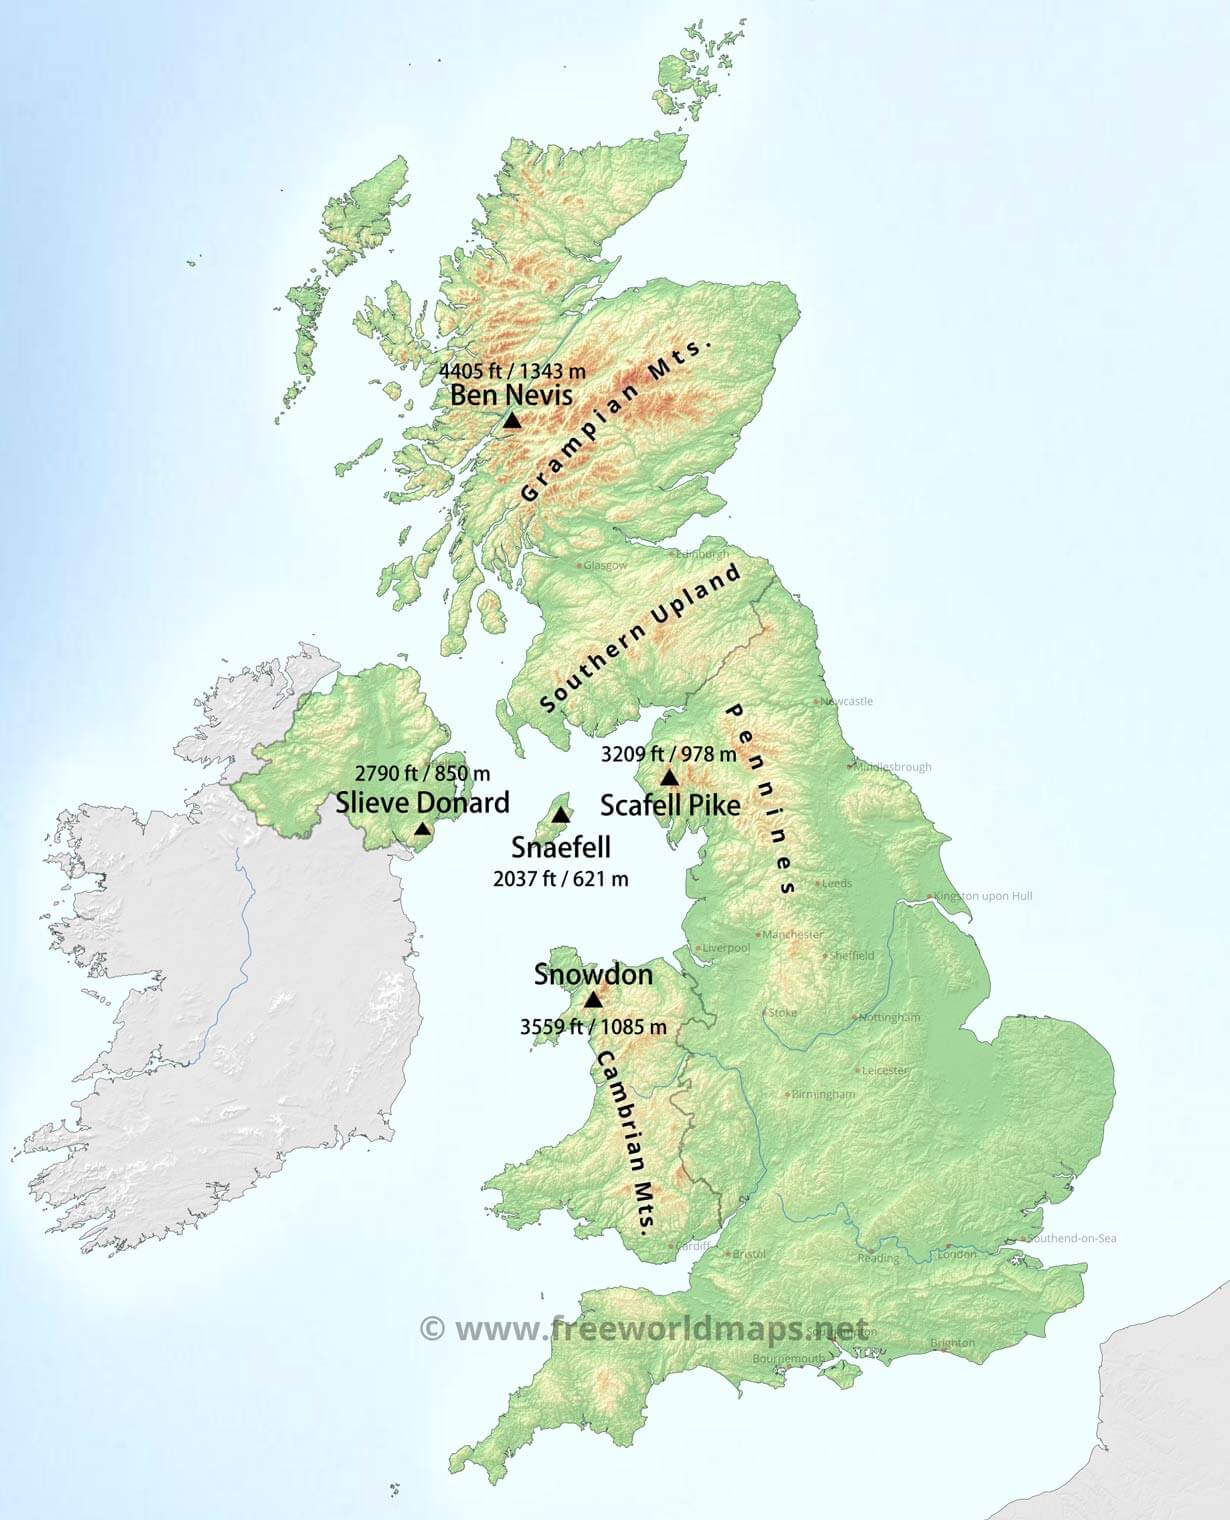 4405 ft / 1343 m
Ben Nevis
Grampian Mts.
Edinburgh
Glasgow
Southern Upland
Newcastle
Pennines
3209 ft / 978 m
Scafell Pike
Middlesbrough
2790 ft / 850 m
Slieve Donard
Snaefell
2037 ft / 621 m
Leeds
Kingston upon Hull
Manchester
Liverpool
Sheffield
Snowdon
3559 ft / 1085 m
Stoke
Nottingham
Cambrian Mts.
Leicester
Birmingham
Cardiff
Bristol
Reading
London
Southend-on-Sea
© www.freeworldmaps.net
Southampton
Brighton
Bournemouth